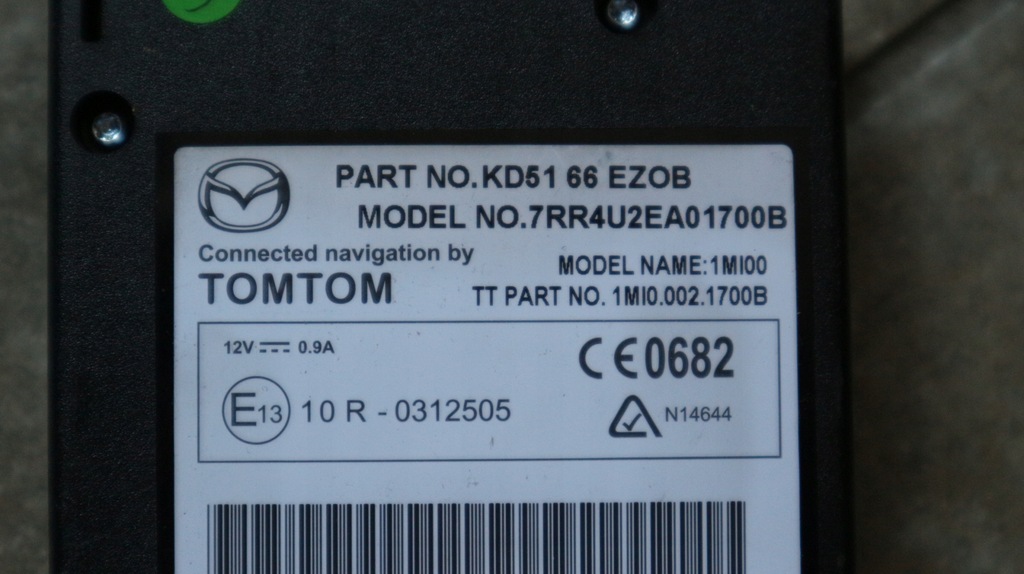 PART NO.KD51 66 EZ0B
MODEL NO.7RR4U2EA01700B
Connected navigation by
TOMTOM
MODEL NAME:1MI00
TT PART NO. 1MI0.002.1700B
12V ⎓ 0.9A
CE0682
E13 10 R - 0312505
N14644